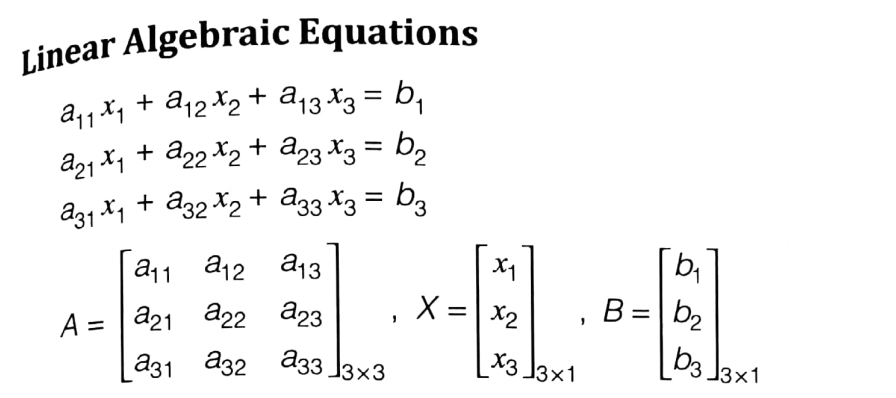 Linear Algebraic Equations
a₁₁x₁ + a₁₂x₂ + a₁₃x₃ = b₁
a₂₁x₁ + a₂₂x₂ + a₂₃x₃ = b₂
a₃₁x₁ + a₃₂x₂ + a₃₃x₃ = b₃
A = [a₁₁ a₁₂ a₁₃; a₂₁ a₂₂ a₂₃; a₃₁ a₃₂ a₃₃]₃×₃ , X = [x₁; x₂; x₃]₃×₁ , B = [b₁; b₂; b₃]₃×₁